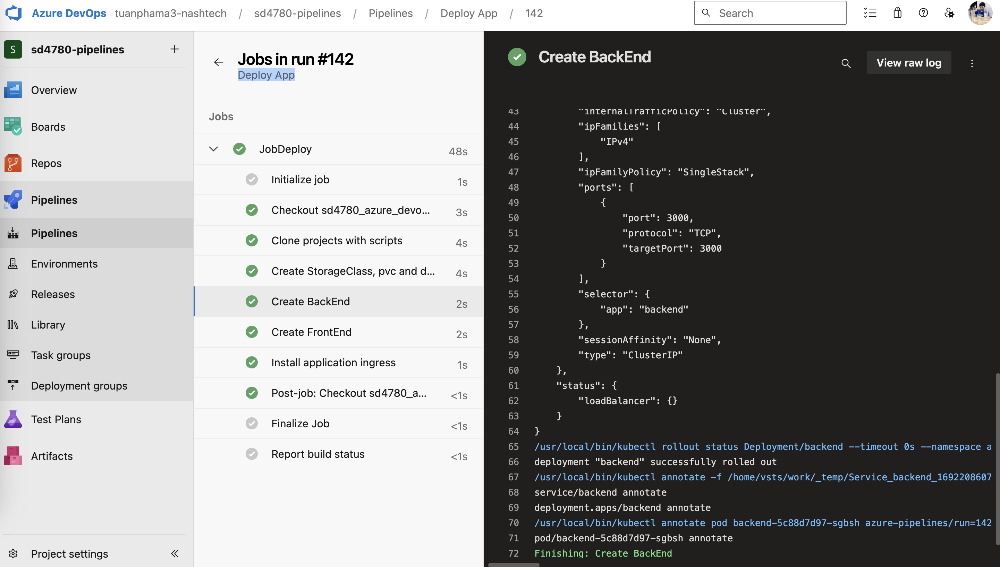 Azure DevOps tuanphama3-nashtech / sd4780-pipelines / Pipelines / Deploy App / 142
Search
S sd4780-pipelines
Overview
Boards
Repos
Pipelines
Pipelines
Environments
Releases
Library
Task groups
Deployment groups
Test Plans
Artifacts
Project settings
Jobs in run #142
Deploy App
Jobs
JobDeploy 48s
Initialize job 1s
Checkout sd4780_azure_devo... 3s
Clone projects with scripts 4s
Create StorageClass, pvc and d... 4s
Create BackEnd 2s
Create FrontEnd 2s
Install application ingress 1s
Post-job: Checkout sd4780_a... <1s
Finalize Job <1s
Report build status <1s
Create BackEnd
View raw log
43 "internalTrafficPolicy": "Cluster",
44 "ipFamilies": [
45 "IPv4"
46 ],
47 "ipFamilyPolicy": "SingleStack",
48 "ports": [
49 {
50 "port": 3000,
51 "protocol": "TCP",
52 "targetPort": 3000
53 }
54 ],
55 "selector": {
56 "app": "backend"
57 },
58 "sessionAffinity": "None",
59 "type": "ClusterIP"
60 },
61 "status": {
62 "loadBalancer": {}
63 }
64 }
65 /usr/local/bin/kubectl rollout status Deployment/backend --timeout 0s --namespace a
66 deployment "backend" successfully rolled out
67 /usr/local/bin/kubectl annotate -f /home/vsts/work/_temp/Service_backend_1692208607
68 service/backend annotate
69 deployment.apps/backend annotate
70 /usr/local/bin/kubectl annotate pod backend-5c88d7d97-sgbsh azure-pipelines/run=142
71 pod/backend-5c88d7d97-sgbsh annotate
72 Finishing: Create BackEnd